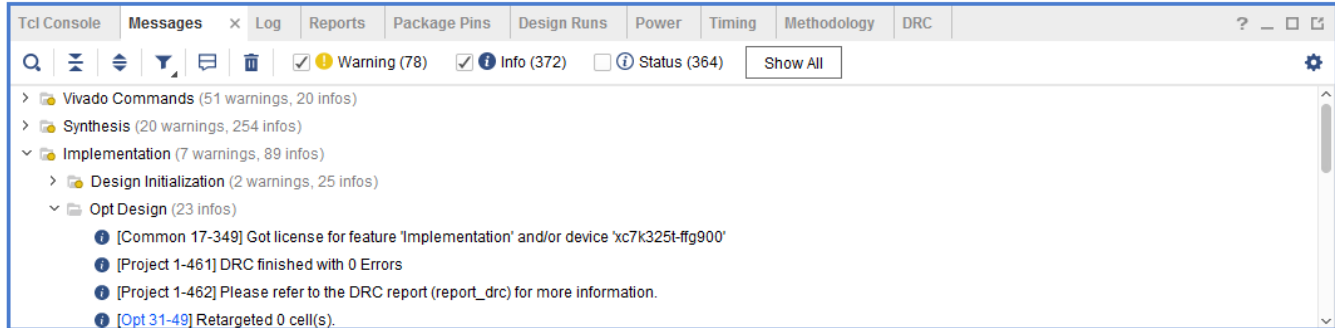 Tcl Console Messages × Log Reports Package Pins Design Runs Power Timing Methodology DRC ?
Warning (78) Info (372) Status (364) Show All
Vivado Commands (51 warnings, 20 infos)
Synthesis (20 warnings, 254 infos)
Implementation (7 warnings, 89 infos)
Design Initialization (2 warnings, 25 infos)
Opt Design (23 infos)
[Common 17-349] Got license for feature 'Implementation' and/or device 'xc7k325t-ffg900'
[Project 1-461] DRC finished with 0 Errors
[Project 1-462] Please refer to the DRC report (report_drc) for more information.
[Opt 31-49] Retargeted 0 cell(s).